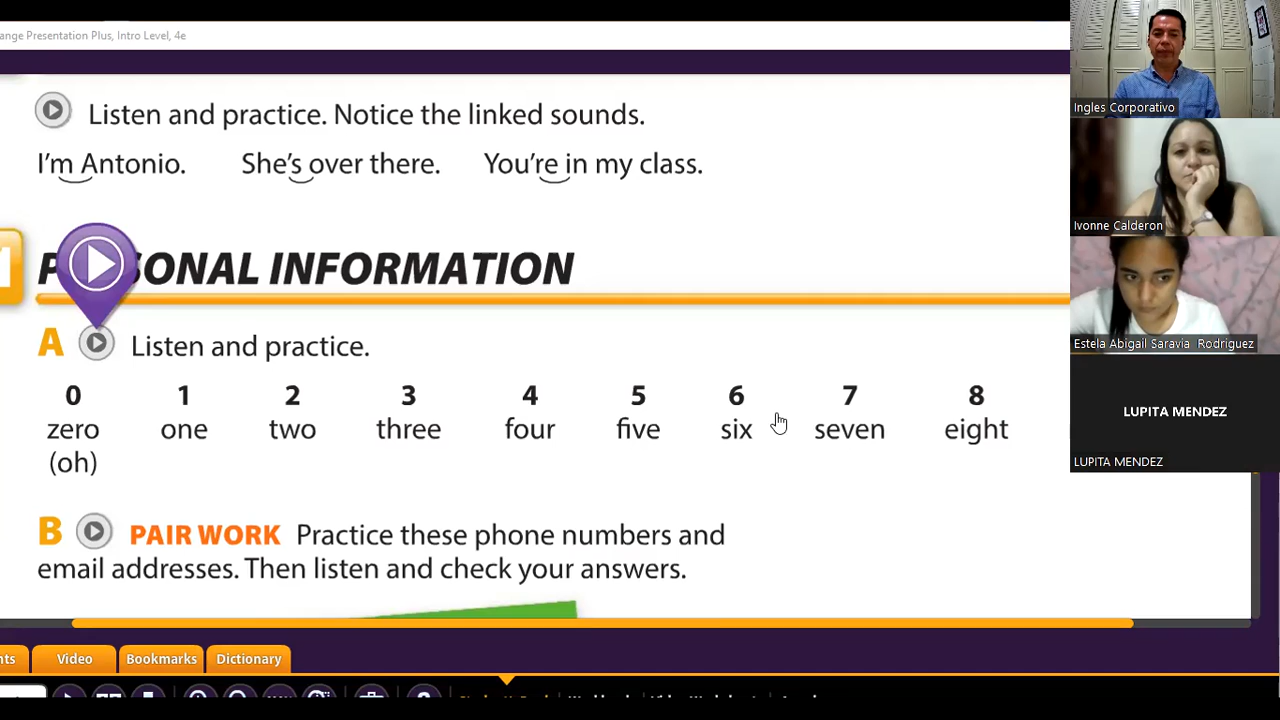 ange Presentation Plus, Intro Level, 4e
Listen and practice. Notice the linked sounds.
I'm Antonio. She's over there. You're in my class.
PERSONAL INFORMATION
A Listen and practice.
0 1 2 3 4 5 6 7 8
zero one two three four five six seven eight
(oh)
B PAIR WORK Practice these phone numbers and
email addresses. Then listen and check your answers.
nts Video Bookmarks Dictionary
Ingles Corporativo
Ivonne Calderon
Estela Abigail Saravia Rodriguez
LUPITA MENDEZ
LUPITA MENDEZ